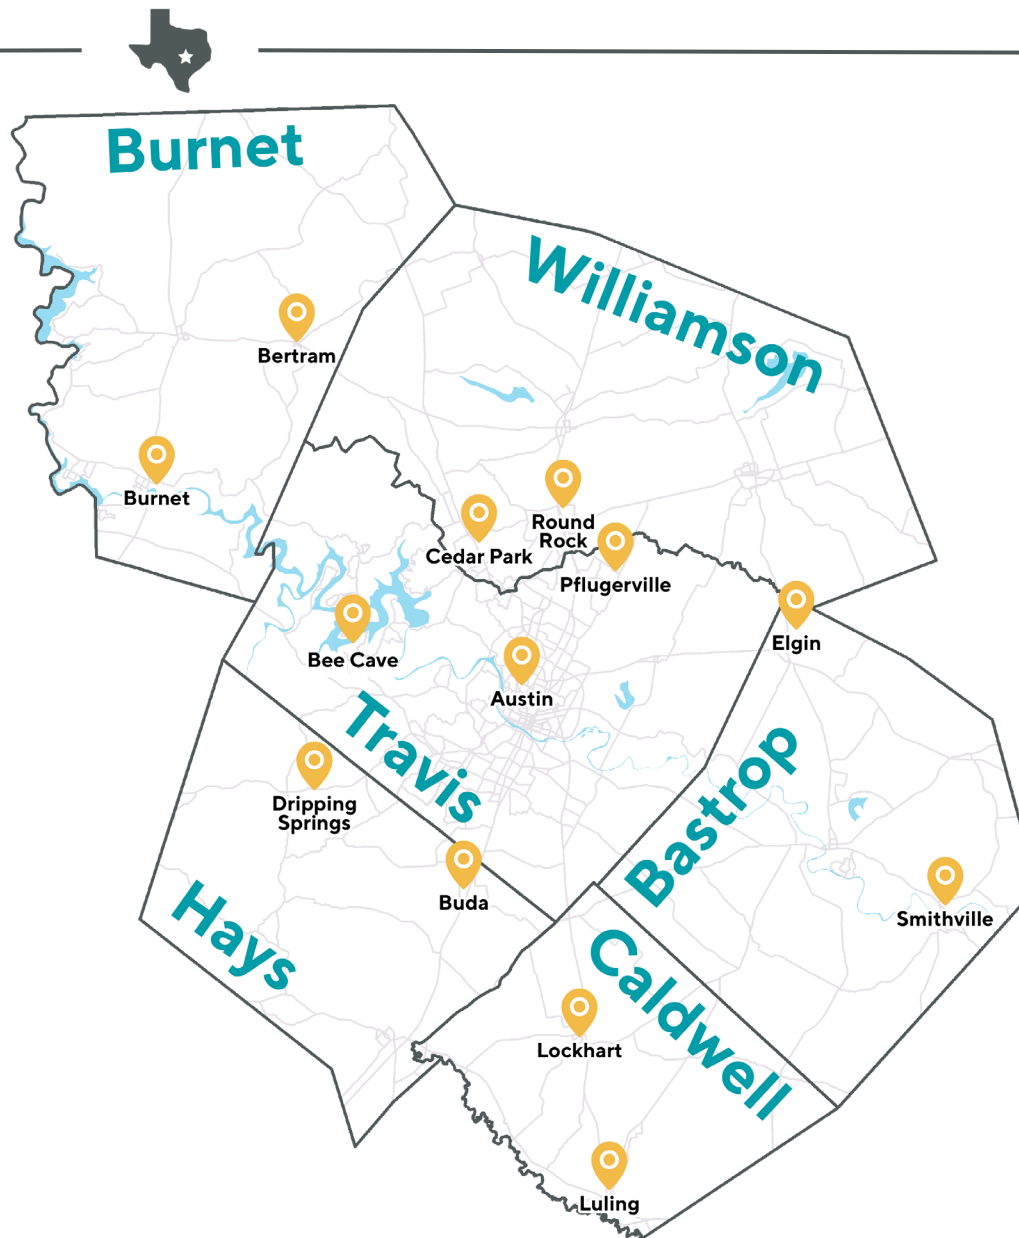 Burnet
Williamson
Bertram
Burnet
Round
Rock
Cedar Park
Pflugerville
Elgin
Bee Cave
Austin
Travis
Bastrop
Dripping
Springs
Buda
Smithville
Hays
Caldwell
Lockhart
Luling